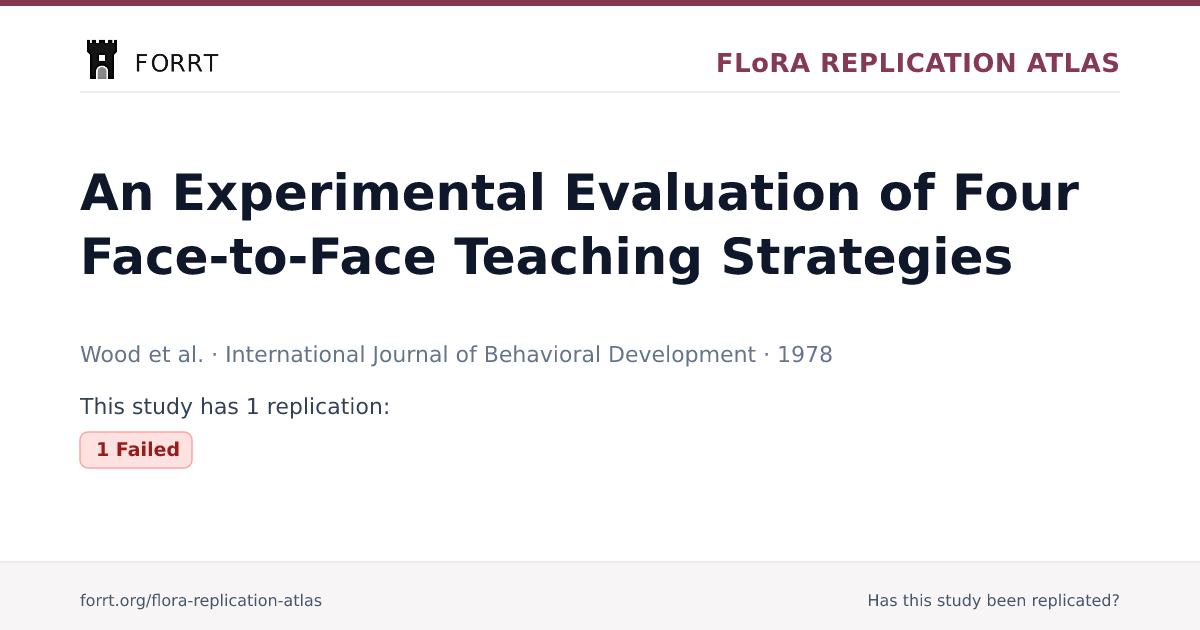 FORRT
FLoRA REPLICATION ATLAS
An Experimental Evaluation of Four
Face-to-Face Teaching Strategies
Wood et al. · International Journal of Behavioral Development · 1978
This study has 1 replication:
1 Failed
forrt.org/flora-replication-atlas
Has this study been replicated?